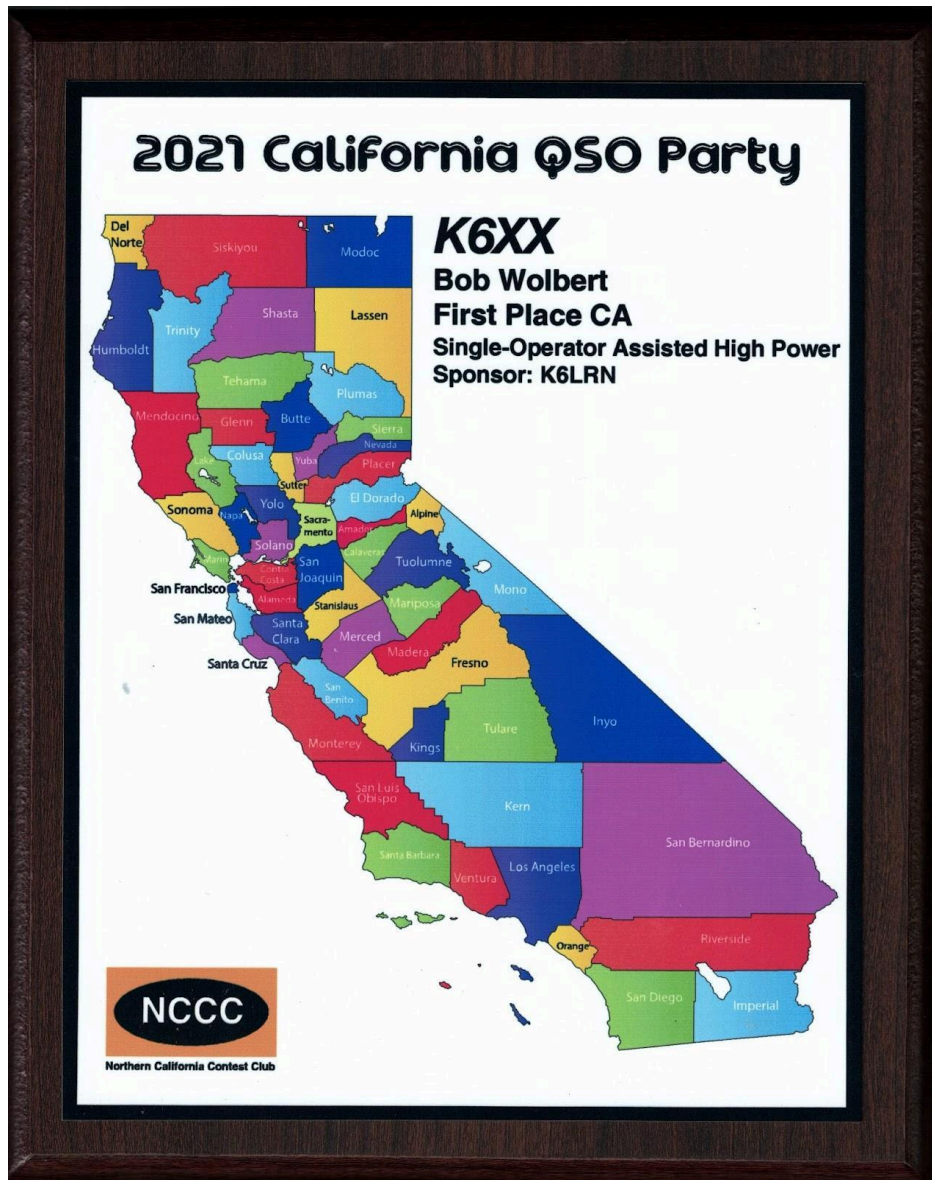 2021 California QSO Party
K6XX
Bob Wolbert
First Place CA
Single-Operator Assisted High Power
Sponsor: K6LRN
Del
Norte
Siskiyou
Modoc
Humboldt
Trinity
Shasta
Lassen
Tehama
Plumas
Mendocino
Glenn
Butte
Sierra
Lake
Colusa
Yuba
Nevada
Placer
Sutter
Sonoma
Napa
Yolo
El Dorado
Sacra-
mento
Amador
Alpine
Solano
Marin
Contra
Costa
San
Joaquin
Calaveras
Tuolumne
Mono
San Francisco
Alameda
Stanislaus
Mariposa
San Mateo
Santa
Clara
Merced
Madera
Santa Cruz
Fresno
San
Benito
Inyo
Monterey
Kings
Tulare
San Luis
Obispo
Kern
San Bernardino
Santa Barbara
Ventura
Los Angeles
Orange
Riverside
San Diego
Imperial
NCCC
Northern California Contest Club